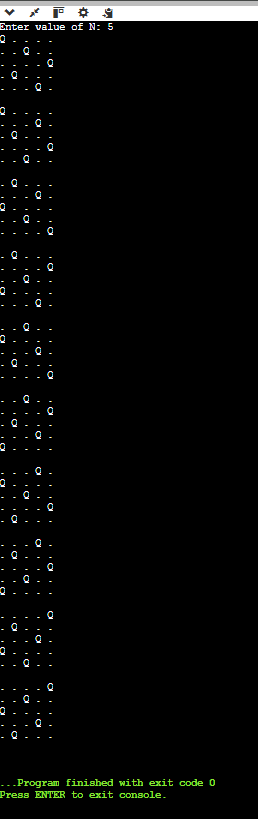 Enter value of N: 5
Q . . . .
. . Q . .
. . . . Q
. Q . . .
. . . Q .
Q . . . .
. . . Q .
. Q . . .
. . . . Q
. . Q . .
. Q . . .
. . . Q .
Q . . . .
. . Q . .
. . . . Q
. Q . . .
. . . . Q
. . Q . .
Q . . . .
. . . Q .
. . Q . .
Q . . . .
. . . Q .
. Q . . .
. . . . Q
. . Q . .
. . . . Q
. Q . . .
. . . Q .
Q . . . .
. . . Q .
Q . . . .
. . Q . .
. . . . Q
. Q . . .
. . . Q .
. Q . . .
. . . . Q
. . Q . .
Q . . . .
. . . . Q
. Q . . .
. . . Q .
Q . . . .
. . Q . .
. . . . Q
. . Q . .
Q . . . .
. . . Q .
. Q . . .
...Program finished with exit code 0
Press ENTER to exit console.